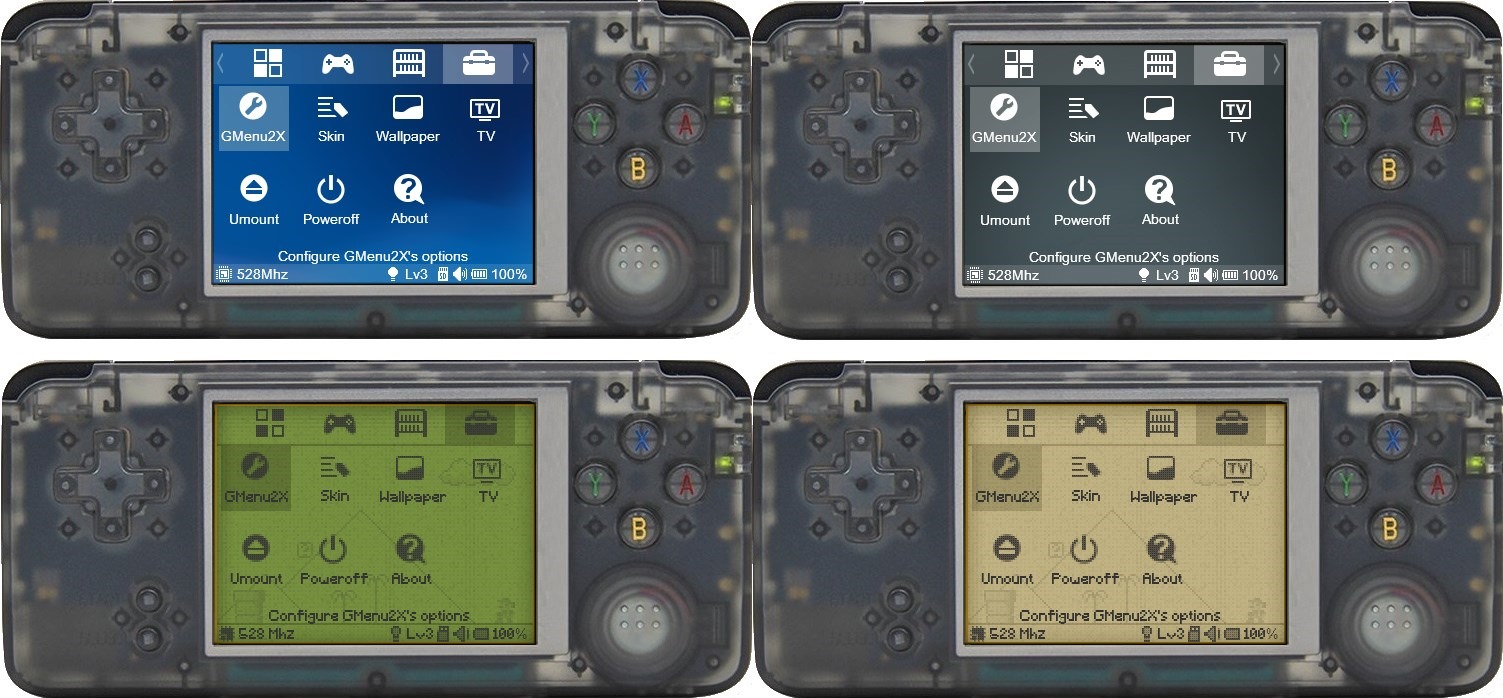 GMenu2X Skin Wallpaper TV
Umount Poweroff About
Configure GMenu2X's options
528Mhz Lv3 SD 100%
X
Y A
B
GMenu2X Skin Wallpaper TV
Umount Poweroff About
Configure GMenu2X's options
528Mhz Lv3 SD 100%
X
Y A
B
GMenu2X Skin Wallpaper TV
Umount Poweroff About
Configure GMenu2X's options
528 Mhz Lv3 100%
X
Y A
B
GMenu2X Skin Wallpaper TV
Umount Poweroff About
Configure GMenu2X's options
528 Mhz Lv3 100%
X
Y A
B